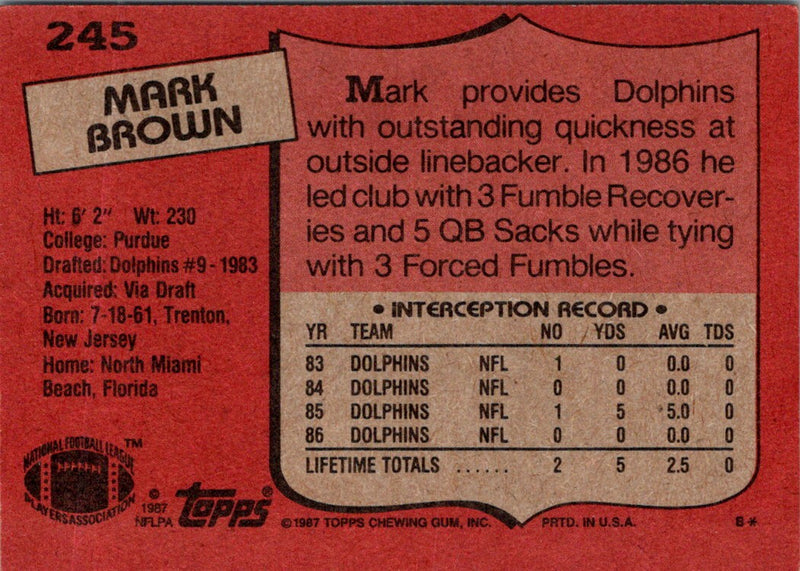 245
MARK
BROWN
Ht: 6' 2" Wt: 230
College: Purdue
Drafted: Dolphins #9-1983
Acquired: Via Draft
Born: 7-18-61, Trenton,
New Jersey
Home: North Miami
Beach, Florida
NATIONAL FOOTBALL LEAGUE
PLAYERS ASSOCIATION
™
© 1987
NFLPA
topps®
Mark provides Dolphins
with outstanding quickness at
outside linebacker. In 1986 he
led club with 3 Fumble Recover-
ies and 5 QB Sacks while tying
with 3 Forced Fumbles.
• INTERCEPTION RECORD •
YR TEAM NO YDS AVG TDS
83 DOLPHINS NFL 1 0 0.0 0
84 DOLPHINS NFL 0 0 0.0 0
85 DOLPHINS NFL 1 5 5.0 0
86 DOLPHINS NFL 0 0 0.0 0
LIFETIME TOTALS ...... 2 5 2.5 0
© 1987 TOPPS CHEWING GUM, INC. PRTD. IN U.S.A. B*